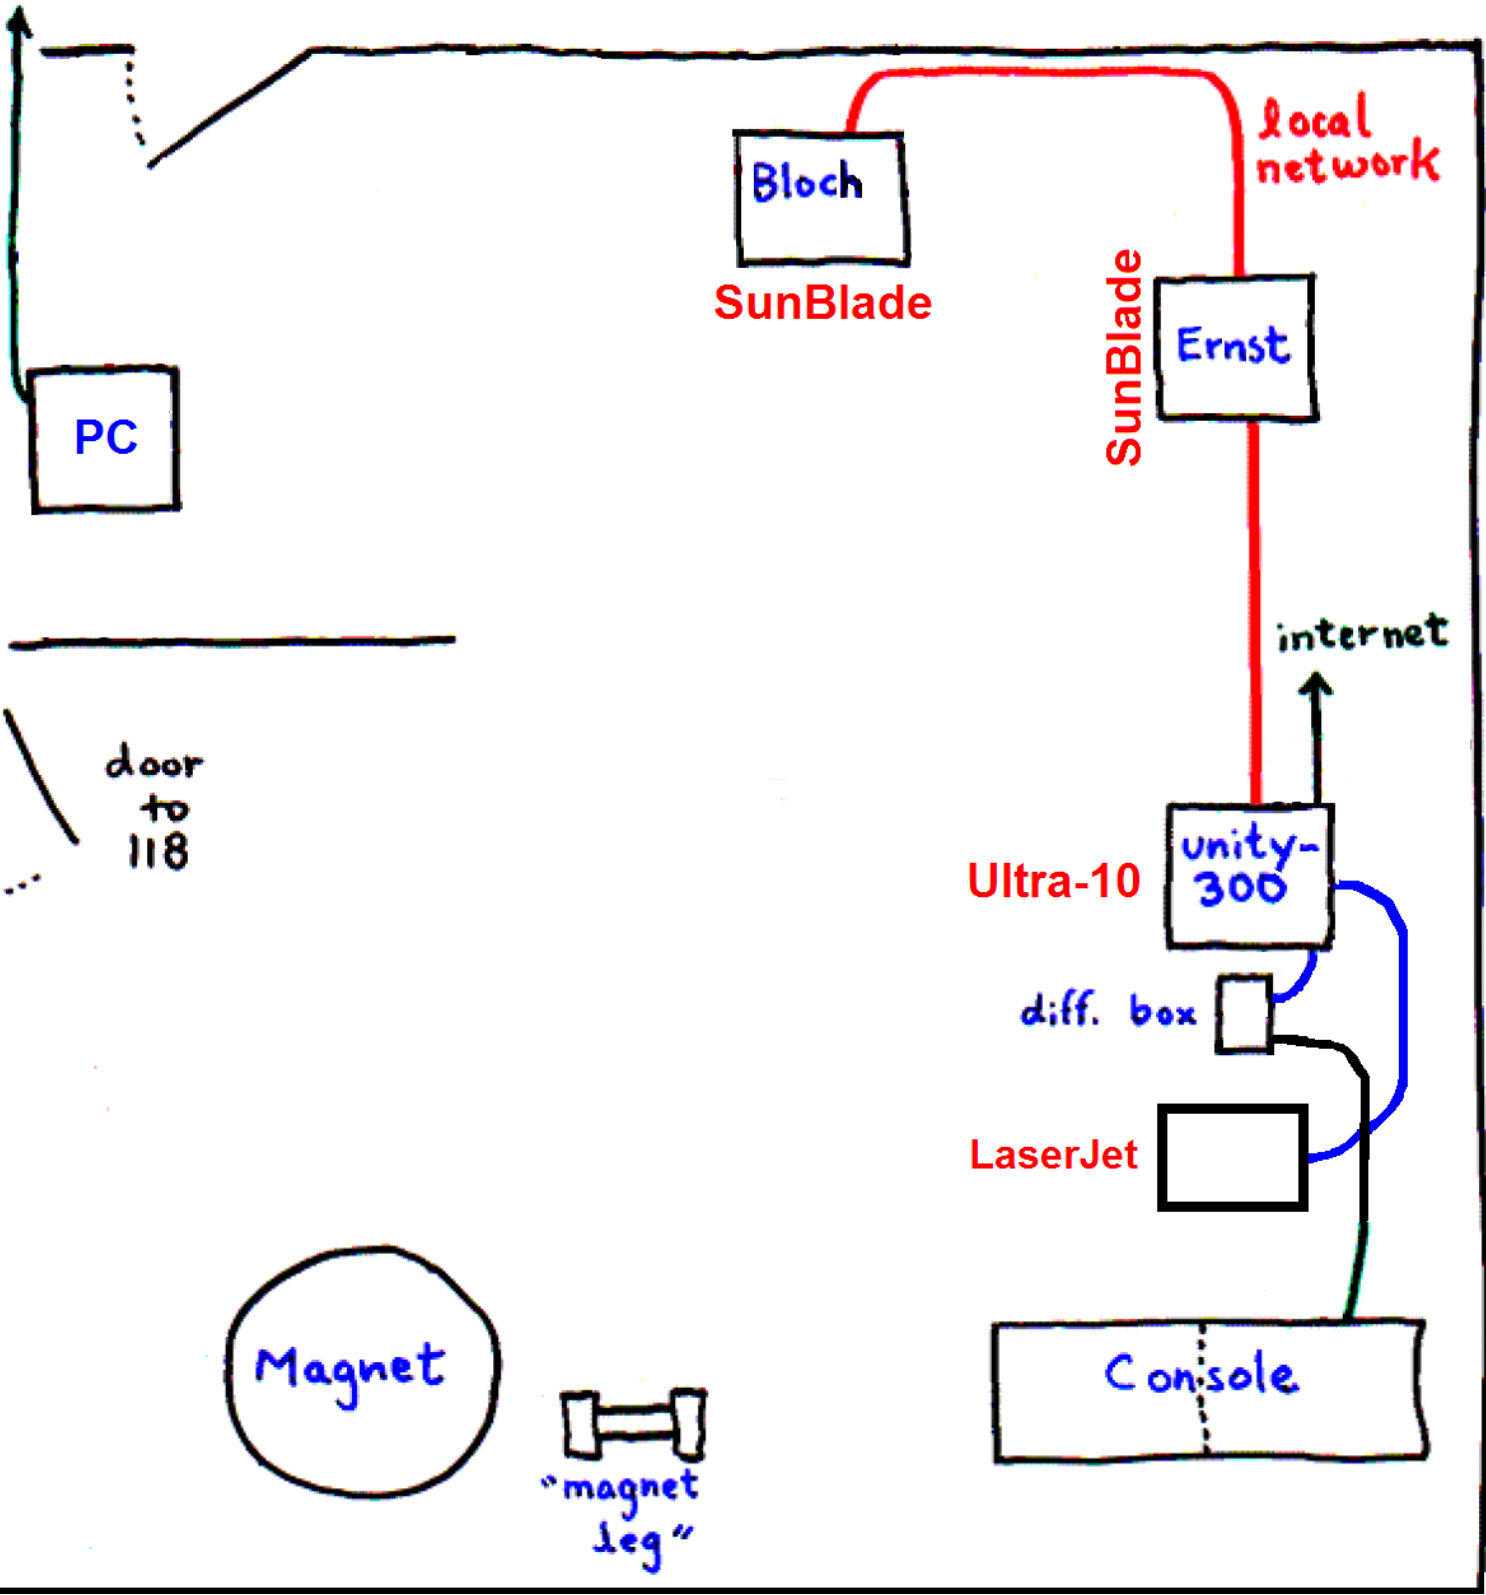 local
network
Bloch
SunBlade
SunBlade
Ernst
PC
internet
door
to
118
unity-
300
Ultra-10
diff. box
LaserJet
Magnet
Console
"magnet
leg"